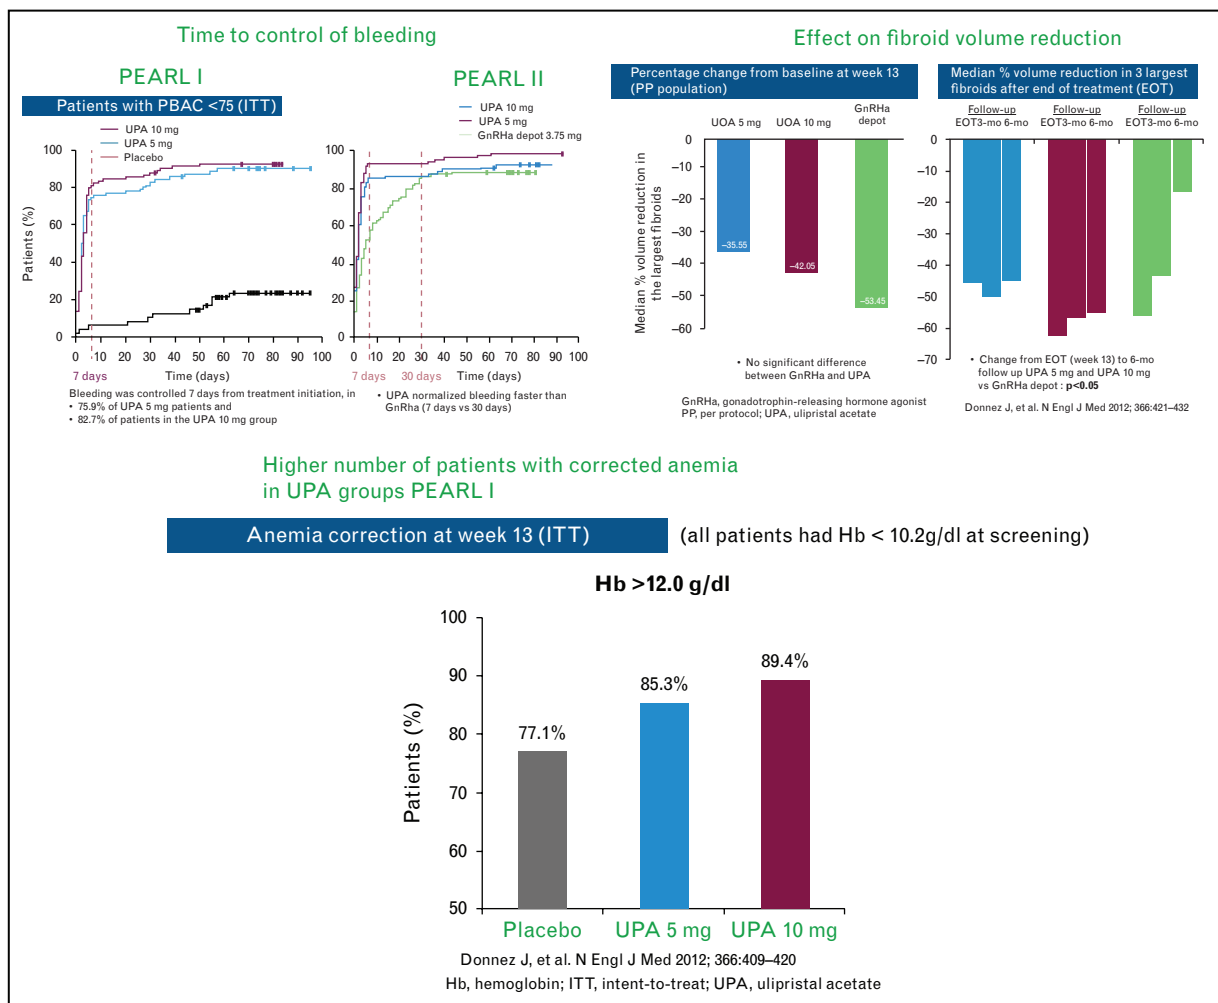 Time to control of bleeding
PEARL I
Patients with PBAC <75 (ITT)
UPA 10 mg
UPA 5 mg
Placebo
Patients (%)
100
80
60
40
20
0
0 10 20 30 40 50 60 70 80 90 100
7 days
Time (days)
Bleeding was controlled 7 days from treatment initiation, in
• 75.9% of UPA 5 mg patients and
• 82.7% of patients in the UPA 10 mg group
PEARL II
UPA 10 mg
UPA 5 mg
GnRHa depot 3.75 mg
100
80
60
40
20
0
0 10 20 30 40 50 60 70 80 90 100
7 days 30 days Time (days)
• UPA normalized bleeding faster than
GnRha (7 days vs 30 days)
Effect on fibroid volume reduction
Percentage change from baseline at week 13
(PP population)
UOA 5 mg UOA 10 mg GnRHa
depot
Median % volume reduction in
the largest fibroids
0
–10
–20
–30
–40
–50
–60
–35.55
–42.05
–53.45
• No significant difference
between GnRHa and UPA
GnRHa, gonadotrophin-releasing hormone agonist
PP, per protocol; UPA, ulipristal acetate
Median % volume reduction in 3 largest
fibroids after end of treatment (EOT)
Follow-up Follow-up Follow-up
EOT3-mo 6-mo EOT3-mo 6-mo EOT3-mo 6-mo
0
–10
–20
–30
–40
–50
–60
–70
• Change from EOT (week 13) to 6-mo
follow up UPA 5 mg and UPA 10 mg
vs GnRHa depot : p<0.05
Donnez J, et al. N Engl J Med 2012; 366:421–432
Higher number of patients with corrected anemia
in UPA groups PEARL I
Anemia correction at week 13 (ITT) (all patients had Hb < 10.2g/dl at screening)
Hb >12.0 g/dl
Patients (%)
100
90
80
70
60
50
77.1%
85.3%
89.4%
Placebo UPA 5 mg UPA 10 mg
Donnez J, et al. N Engl J Med 2012; 366:409–420
Hb, hemoglobin; ITT, intent-to-treat; UPA, ulipristal acetate